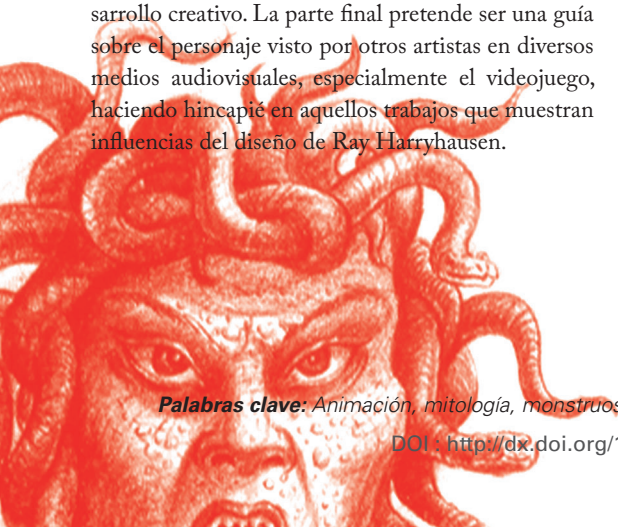 sarrollo creativo. La parte final pretende ser una guía
sobre el personaje visto por otros artistas en diversos
medios audiovisuales, especialmente el videojuego,
haciendo hincapié en aquellos trabajos que muestran
influencias del diseño de Ray Harryhausen.
Palabras clave: Animación, mitología, monstruos
DOI : http://dx.doi.org/1